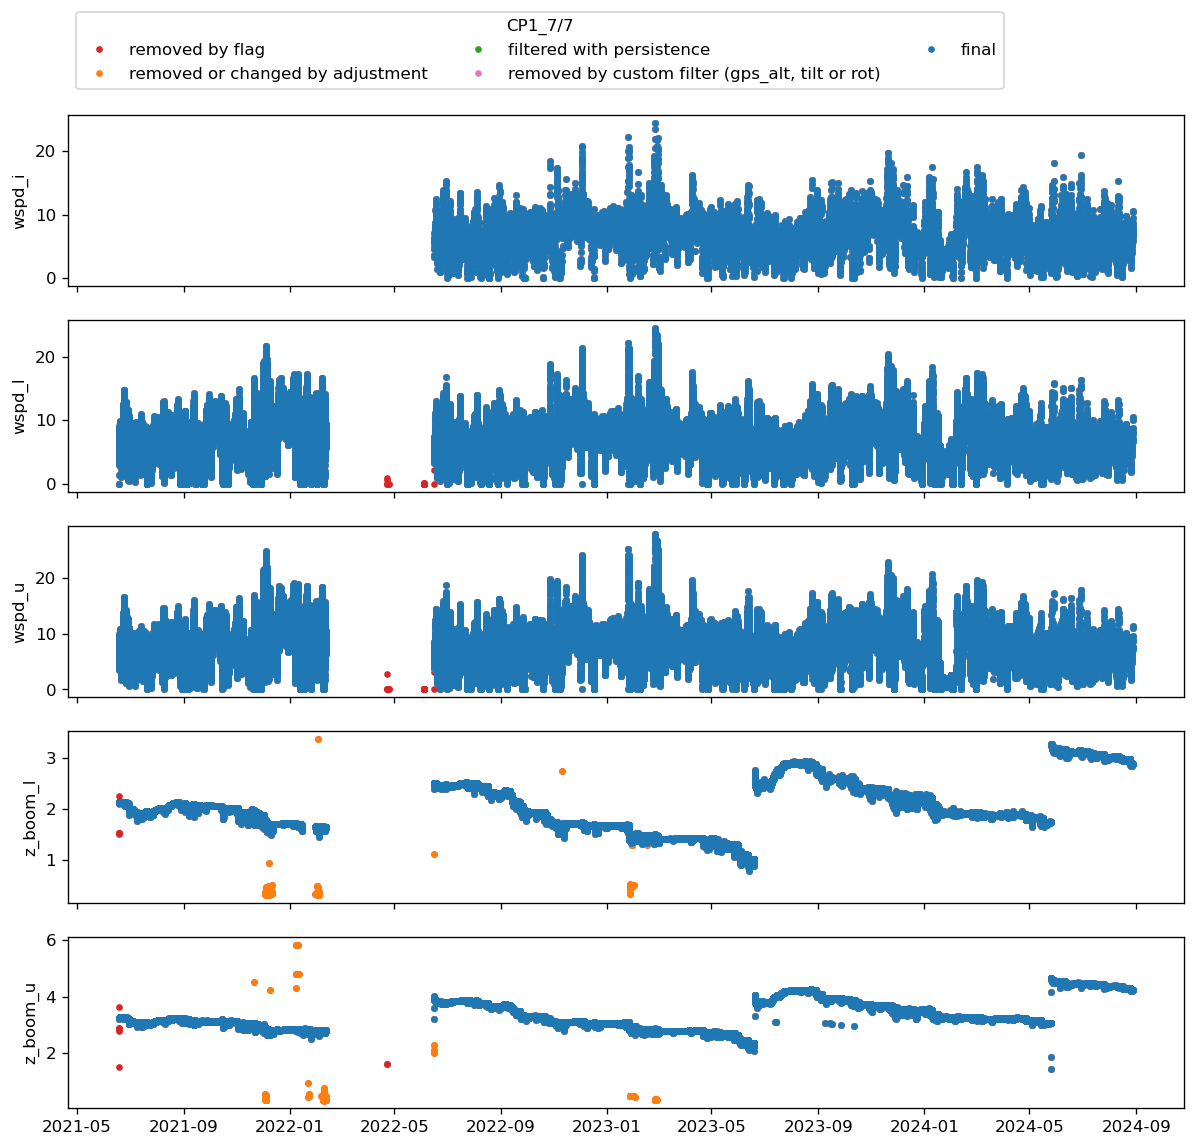 CP1_7/7
removed by flag
filtered with persistence
final
removed or changed by adjustment
removed by custom filter (gps_alt, tilt or rot)
wspd_i
20
10
0
wspd_l
20
10
0
wspd_u
20
10
0
z_boom_l
3
2
1
z_boom_u
6
4
2
2021-05 2021-09 2022-01 2022-05 2022-09 2023-01 2023-05 2023-09 2024-01 2024-05 2024-09